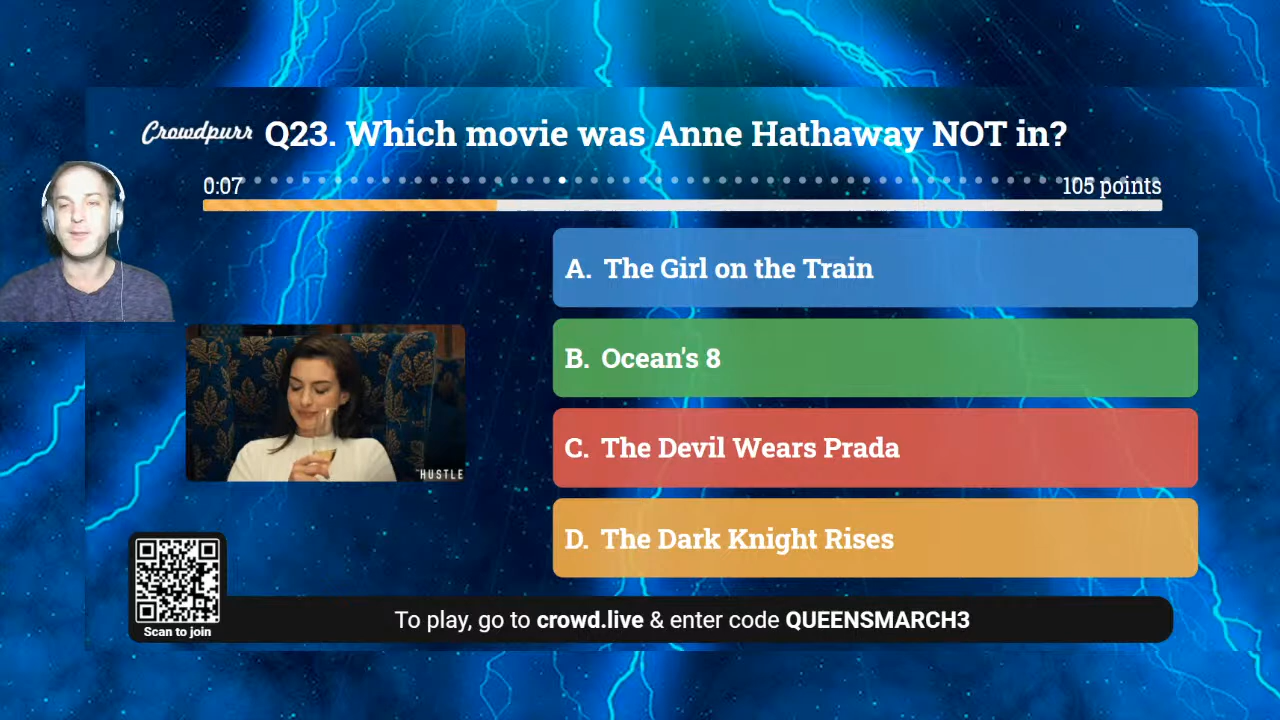 Crowdpurr
Q23. Which movie was Anne Hathaway NOT in?
0:07
105 points
A. The Girl on the Train
B. Ocean's 8
C. The Devil Wears Prada
D. The Dark Knight Rises
THE HUSTLE
Scan to join
To play, go to crowd.live & enter code QUEENSMARCH3